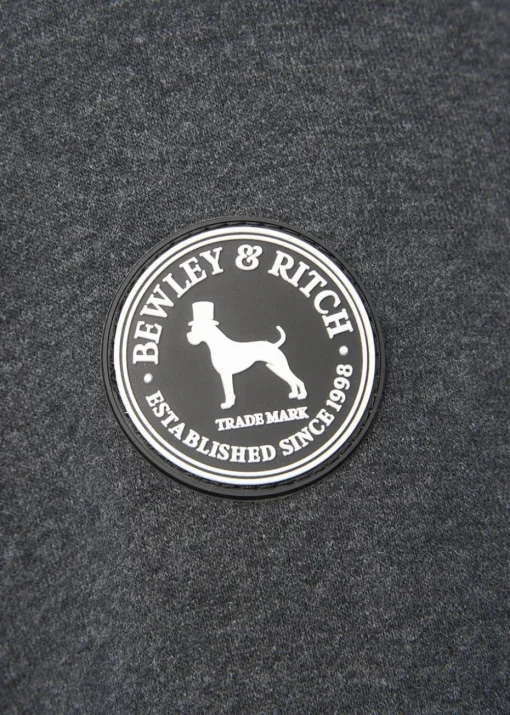 BEWLEY & RITCH
TRADE MARK
ESTABLISHED SINCE 1998